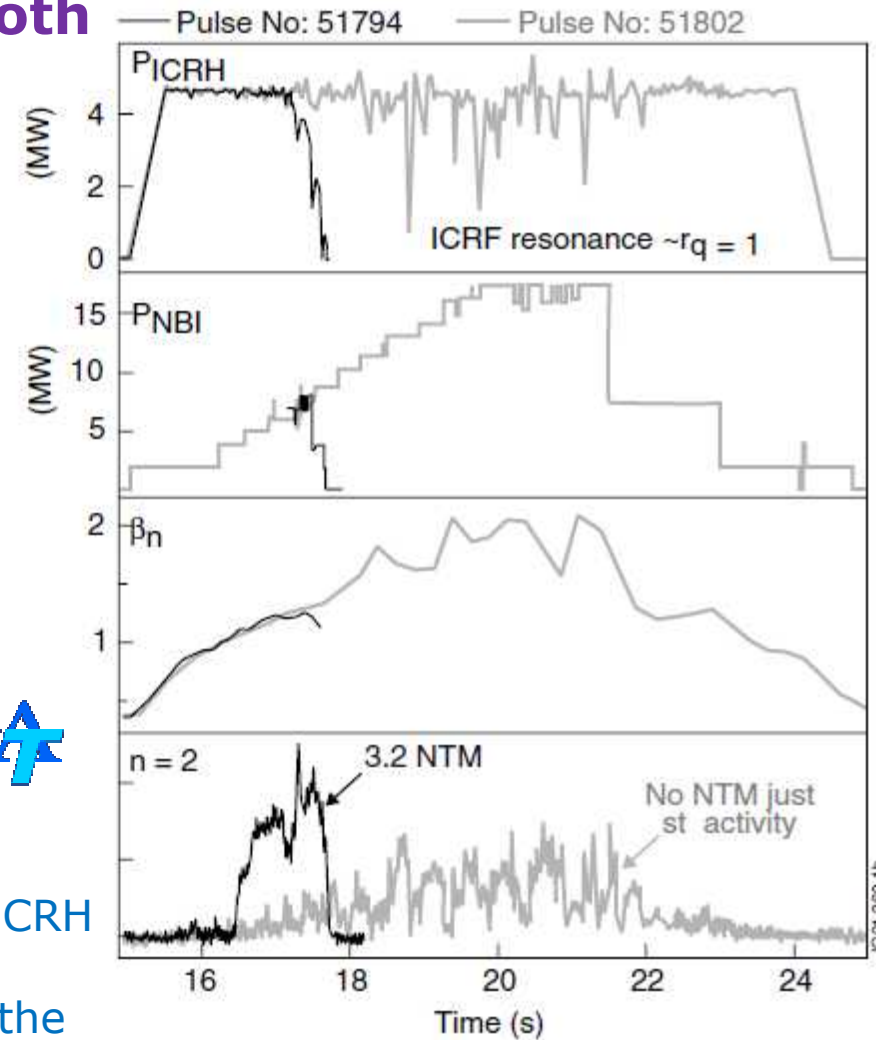 oth
Pulse No: 51794 Pulse No: 51802
PICRH
(MW)
4
2
0
ICRF resonance ~rq = 1
PNBI
(MW)
15
10
5
βn
2
1
n = 2
3.2 NTM
No NTM just
st activity
T
CRH
the
16 18 20 22 24
Time (s)